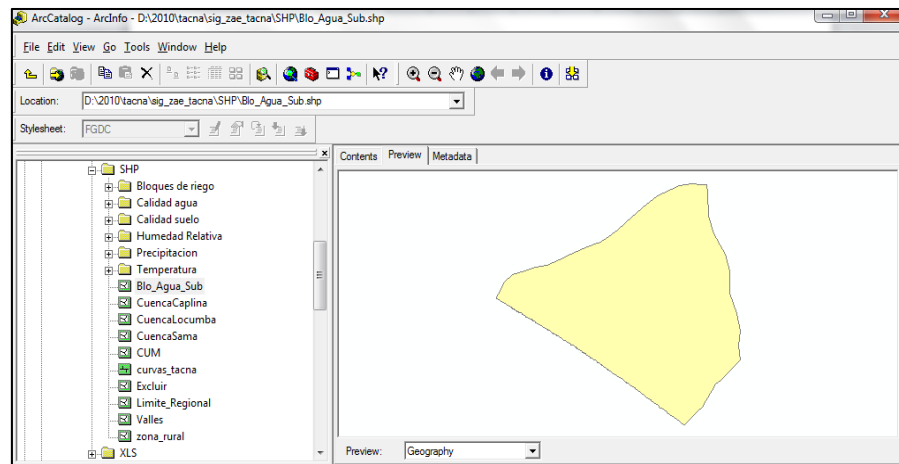 ArcCatalog - ArcInfo - D:\2010\tacna\sig_zae_tacna\SHP\Blo_Agua_Sub.shp
File Edit View Go Tools Window Help
Location: D:\2010\tacna\sig_zae_tacna\SHP\Blo_Agua_Sub.shp
Stylesheet: FGDC
Contents Preview Metadata
SHP
Bloques de riego
Calidad agua
Calidad suelo
Humedad Relativa
Precipitacion
Temperatura
Blo_Agua_Sub
CuencaCaplina
CuencaLocumba
CuencaSama
CUM
curvas_tacna
Excluir
Limite_Regional
Valles
zona_rural
XLS
Preview: Geography